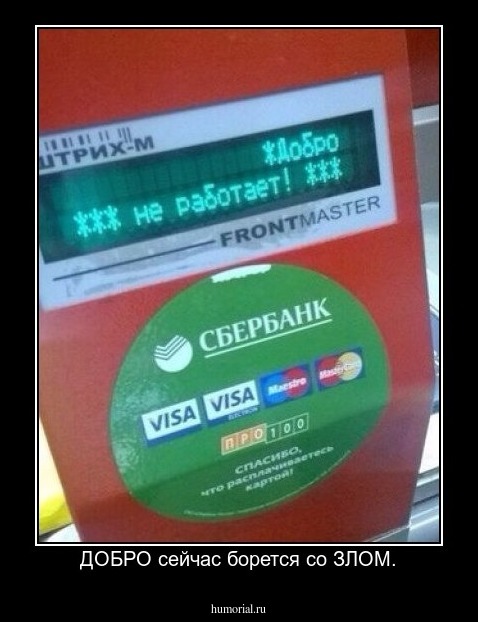 ШТРИХ-М
*Добро
*** не работает! ***
FRONTMASTER
СБЕРБАНК
VISA VISA Maestro MasterCard
ELECTRON
ПРО100
СПАСИБО,
что расплачиваетесь
картой!
ДОБРО сейчас борется со ЗЛОМ.
humorial.ru